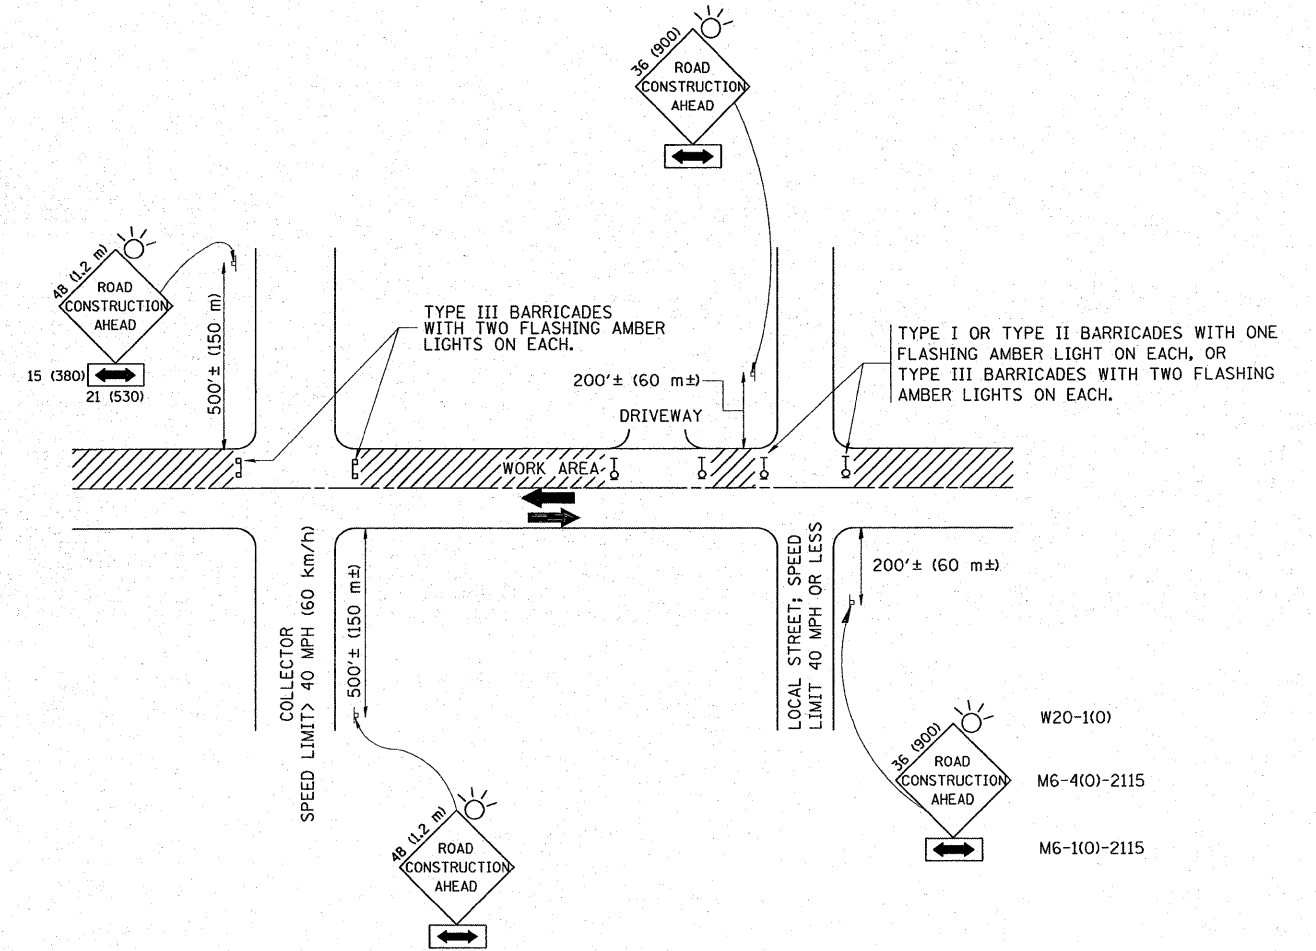 36 (900)
ROAD
CONSTRUCTION
AHEAD
48 (1.2 m)
ROAD
CONSTRUCTION
AHEAD
15 (380)
21 (530)
500'± (150 m)
TYPE III BARRICADES
WITH TWO FLASHING AMBER
LIGHTS ON EACH.
200'± (60 m±)
DRIVEWAY
TYPE I OR TYPE II BARRICADES WITH ONE
FLASHING AMBER LIGHT ON EACH, OR
TYPE III BARRICADES WITH TWO FLASHING
AMBER LIGHTS ON EACH.
WORK AREA
COLLECTOR
SPEED LIMIT> 40 MPH (60 km/h)
500'± (150 m±)
LOCAL STREET; SPEED
LIMIT 40 MPH OR LESS
200'± (60 m±)
48 (1.2 m)
ROAD
CONSTRUCTION
AHEAD
36 (900)
ROAD
CONSTRUCTION
AHEAD
W20-1(O)
M6-4(O)-2115
M6-1(O)-2115